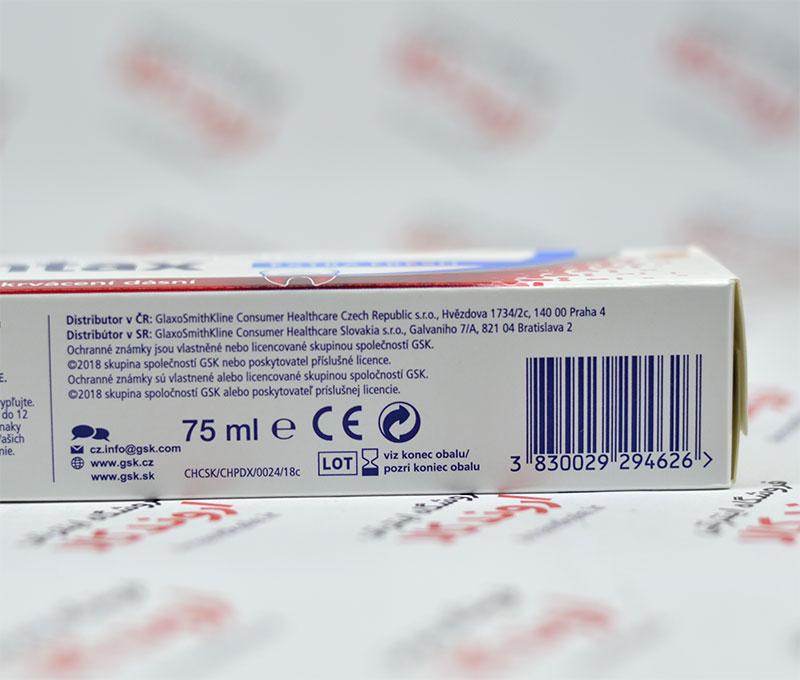 krvácení dásní
Distributor v ČR: GlaxoSmithKline Consumer Healthcare Czech Republic s.r.o., Hvězdova 1734/2c, 140 00 Praha 4
Distribútor v SR: GlaxoSmithKline Consumer Healthcare Slovakia s.r.o., Galvaniho 7/A, 821 04 Bratislava 2
Ochranné známky jsou vlastněné nebo licencované skupinou společností GSK.
©2018 skupina společností GSK nebo poskytovatel příslušné licence.
Ochranné známky sú vlastnené alebo licencované skupinou spoločností GSK.
©2018 skupina spoločností GSK alebo poskytovateľ príslušnej licencie.
do 12
75 ml e CE
cz.info@gsk.com
www.gsk.cz
www.gsk.sk
CHCSK/CHPDX/0024/18c
LOT
viz konec obalu/
pozri koniec obalu
3 830029 294626 >